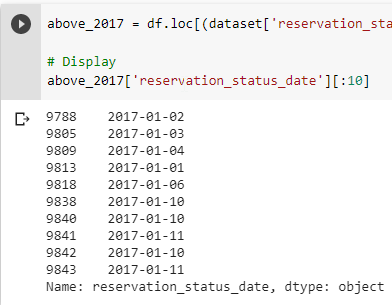 above_2017 = df.loc[(dataset['reservation_sta
# Display
above_2017['reservation_status_date'][:10]
9788    2017-01-02
9805    2017-01-03
9809    2017-01-04
9813    2017-01-01
9818    2017-01-06
9838    2017-01-10
9840    2017-01-10
9841    2017-01-11
9842    2017-01-10
9843    2017-01-11
Name: reservation_status_date, dtype: object